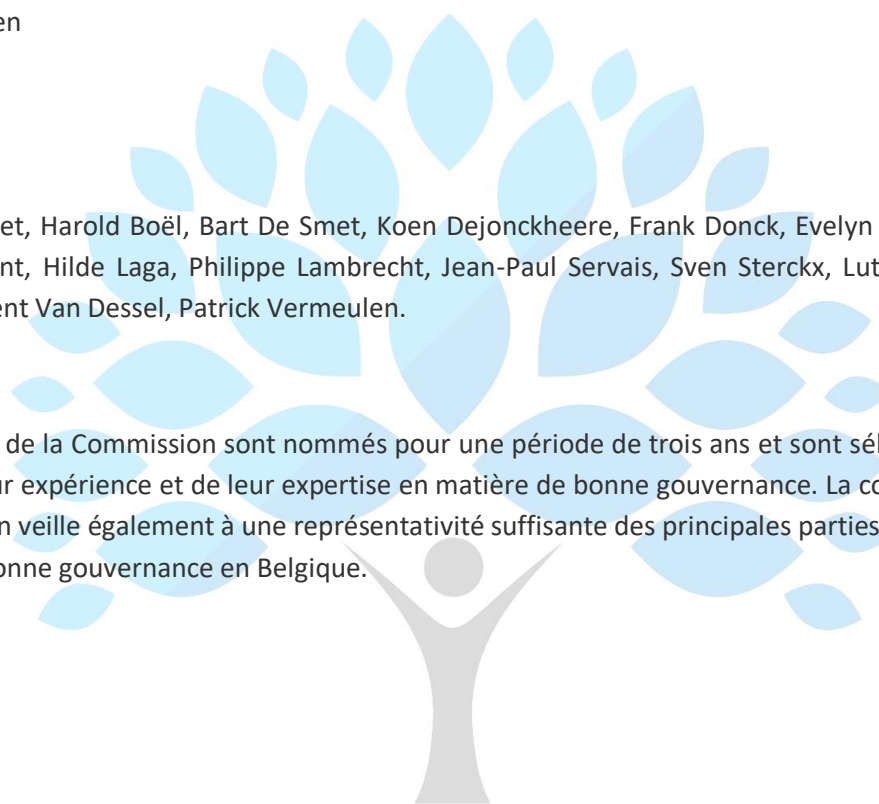 en
et, Harold Boël, Bart De Smet, Koen Dejonckheere, Frank Donck, Evelyn
nt, Hilde Laga, Philippe Lambrecht, Jean-Paul Servais, Sven Sterckx, Lut
ent Van Dessel, Patrick Vermeulen.
de la Commission sont nommés pour une période de trois ans et sont sél
ur expérience et de leur expertise en matière de bonne gouvernance. La co
n veille également à une représentativité suffisante des principales parties
onne gouvernance en Belgique.